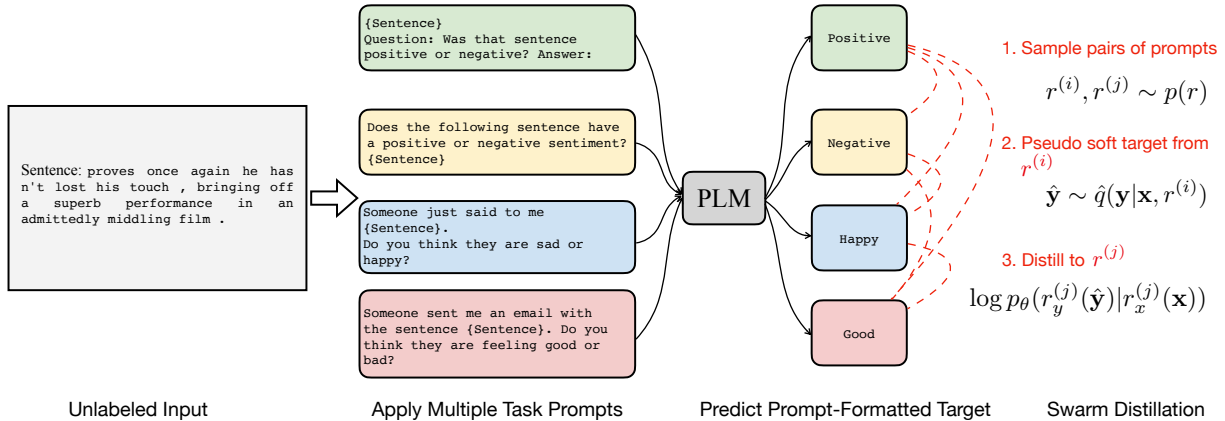 Sentence: proves once again he has
n't lost his touch , bringing off
a superb performance in an
admittedly middling film .
Unlabeled Input
{Sentence}
Question: Was that sentence
positive or negative? Answer:
Does the following sentence have
a positive or negative sentiment?
{Sentence}
Someone just said to me
{Sentence}.
Do you think they are sad or
happy?
Someone sent me an email with
the sentence {Sentence}. Do you
think they are feeling good or
bad?
Apply Multiple Task Prompts
PLM
Positive
Negative
Happy
Good
Predict Prompt-Formatted Target
1. Sample pairs of prompts
r^{(i)}, r^{(j)} ∼ p(r)
2. Pseudo soft target from
r^{(i)}
ŷ ∼ q̂(y|x, r^{(i)})
3. Distill to r^{(j)}
log p_θ(r_y^{(j)}(ŷ)|r_x^{(j)}(x))
Swarm Distillation